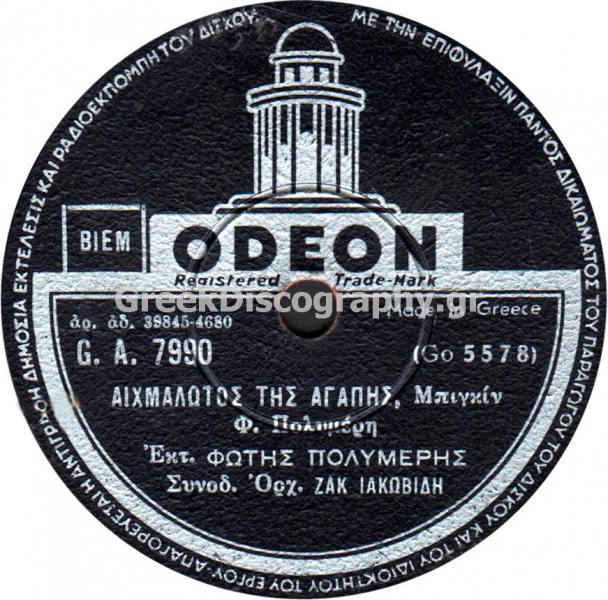 ΜΕ ΤΗΝ ΕΠΙΦΥΛΑΞΙΝ ΠΑΝΤΟΣ ΔΙΚΑΙΩΜΑΤΟΣ ΤΟΥ ΠΑΡΑΓΩΓΟΥ ΤΟΥ ΔΙΣΚΟΥ ΚΑΙ ΤΟΥ ΙΔΙΟΚΤΗΤΟΥ ΤΟΥ ΕΡΓΟΥ·ΑΠΑΓΟΡΕΥΕΤΑΙ Η ΑΝΤΙΓΡΑΦΗ ΔΗΜΟΣΙΑ ΕΚΤΕΛΕΣΙΣ ΚΑΙ ΡΑΔΙΟΕΚΠΟΜΠΗ ΤΟΥ ΔΙΣΚΟΥ.
BIEM
ODEON
Registered Trade-Mark
GreekDiscography.gr
Made in Greece
ἀρ. ἀδ. 39845-4680
G. A. 7990
(Go 5578)
ΑΙΧΜΑΛΩΤΟΣ ΤΗΣ ΑΓΑΠΗΣ, Μπιγκίν
Φ. Πολυμέρη
Ἐκτ. ΦΩΤΗΣ ΠΟΛΥΜΕΡΗΣ
Συνοδ. Ὀρχ. ΖΑΚ ΙΑΚΩΒΙΔΗ